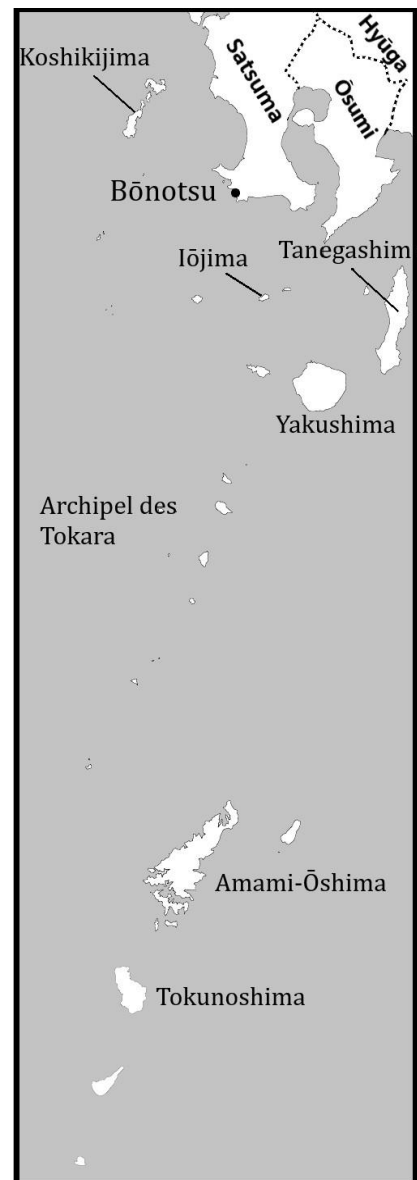 Hyūga
Satsuma
Ōsumi
Koshikijima
Bōnotsu
Iōjima
Tanegashim
Yakushima
Archipel des
Tokara
Amami-Ōshima
Tokunoshima